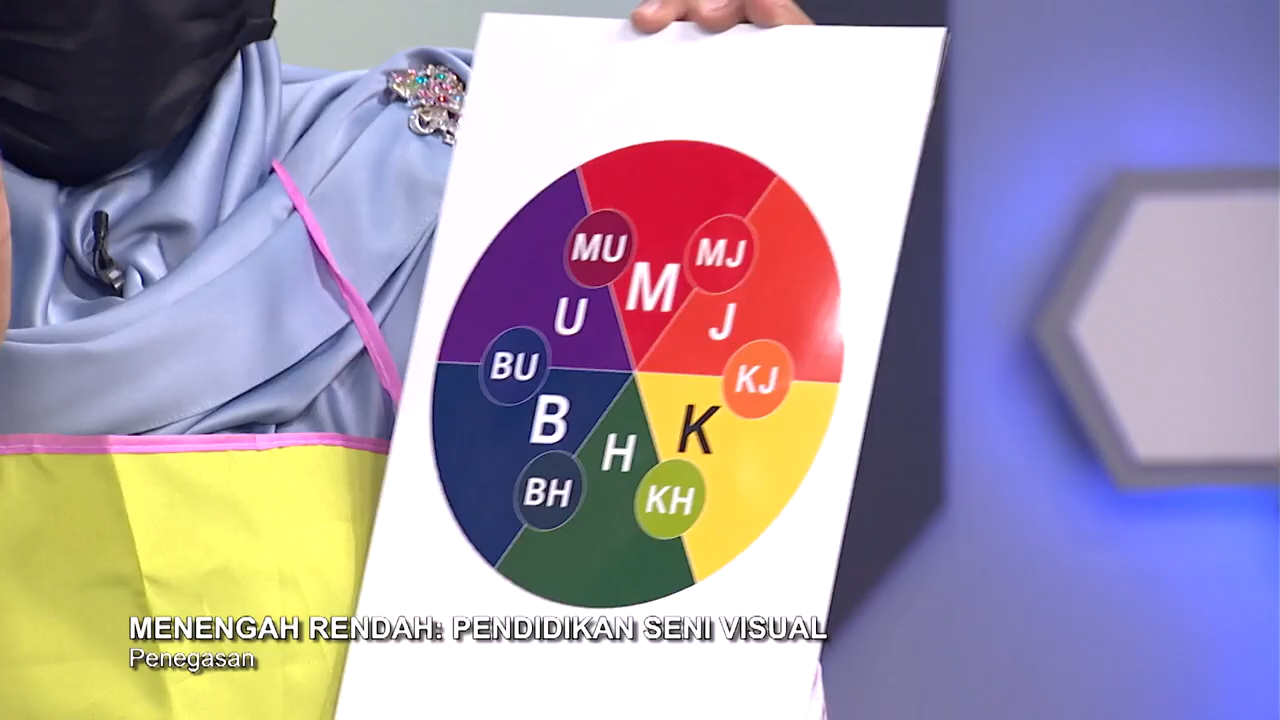 MU
MJ
M
U
J
BU
KJ
B
K
H
BH
KH
MENENGAH RENDAH: PENDIDIKAN SENI VISUAL
Penegasan